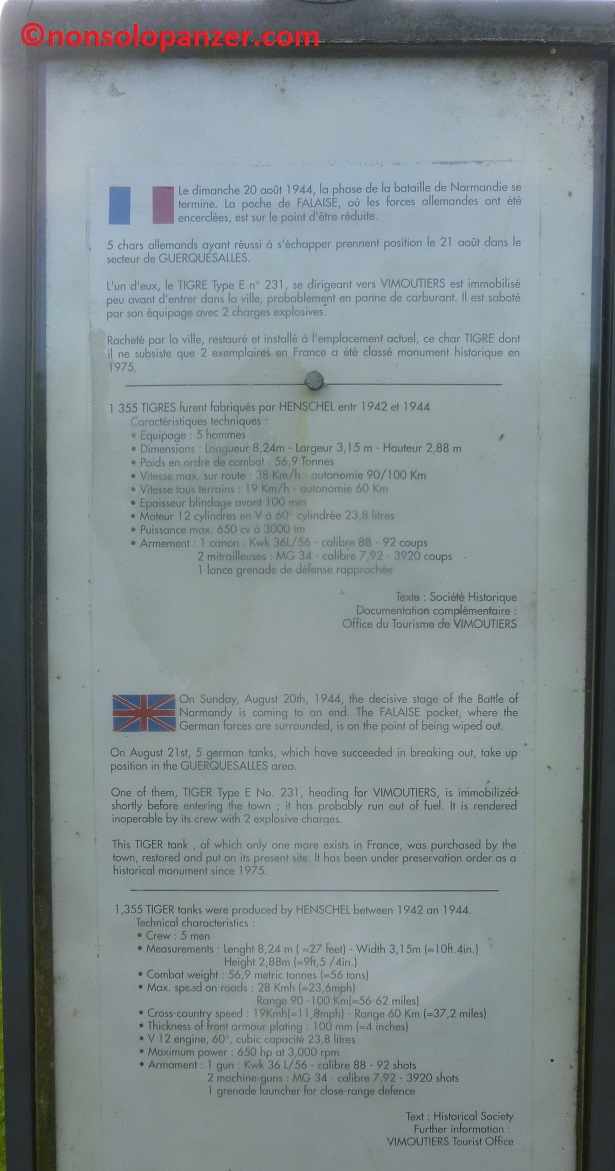 ©nonsolopanzer.com
Le dimanche 20 août 1944, la phase de la bataille de Normandie se
termine. La poche de FALAISE, où les forces allemandes ont été
encerclées, est sur le point d'être réduite.
5 chars allemands ayant réussi à s'échapper prennent position le 21 août dans le
secteur de GUERQUESALLES.
L'un d'eux, le TIGRE Type E n° 231, se dirigeant vers VIMOUTIERS est immobilisé
peu avant d'entrer dans la ville, probablement en panne de carburant. Il est saboté
par son équipage avec 2 charges explosives.
Racheté par la ville, restauré et installé à l'emplacement actuel, ce char TIGRE dont
il ne subsiste que 2 exemplaires en France a été classé monument historique en
1975.
1 355 TIGRES furent fabriqués par HENSCHEL entr 1942 et 1944
Caractéristiques techniques :
• Equipage : 5 hommes
• Dimensions : Longueur 8,24m - Largeur 3,15 m - Hauteur 2,88 m
• Poids en ordre de combat : 56,9 Tonnes
• Vitesse max. sur route : 38 Km/h - autonomie 90/100 Km
• Vitesse tous terrains : 19 Km/h - autonomie 60 Km
• Epaisseur blindage avant 100 mm
• Moteur 12 cylindres en V à 60° cylindrée 23,8 litres
• Puissance max. 650 cv à 3000 tm
• Armement : 1 canon : Kwk 36L/56 - calibre 88 - 92 coups
2 mitrailleuses : MG 34 - calibre 7,92 - 3920 coups
1 lance grenade de défense rapprochée
Texte : Société Historique
Documentation complémentaire :
Office du Tourisme de VIMOUTIERS
On Sunday, August 20th, 1944, the decisive stage of the Battle of
Normandy is coming to an end. The FALAISE pocket, where the
German forces are surrounded, is on the point of being wiped out.
On August 21st, 5 german tanks, which have succeeded in breaking out, take up
position in the GUERQUESALLES area.
One of them, TIGER Type E No. 231, heading for VIMOUTIERS, is immobilized
shortly before entering the town ; it has probably run out of fuel. It is rendered
inoperable by its crew with 2 explosive charges.
This TIGER tank , of which only one more exists in France, was purchased by the
town, restored and put on its present site. It has been under preservation order as a
historical monument since 1975.
1,355 TIGER tanks were produced by HENSCHEL between 1942 an 1944.
Technical characteristics :
• Crew : 5 men
• Measurements : Lenght 8,24 m ( =27 feet) - Width 3,15m (=10ft.4in.)
Height 2,88m (=9ft,5 /4in.)
• Combat weight : 56,9 metric tonnes (=56 tons)
• Max. spead on roads : 28 Kmh (=23,6mph)
Range 90 -100 Km(=56-62 miles)
• Cross-country speed : 19Kmh(=11,8mph) - Range 60 Km (=37,2 miles)
• Thickness of front armour plating : 100 mm (=4 inches)
• V 12 engine, 60°, cubic capacité 23,8 litres
• Maximum power : 650 hp at 3,000 rpm
• Armament : 1 gun : Kwk 36 L/56 - calibre 88 - 92 shots
2 machine-guns : MG 34 - calibre 7,92 - 3920 shots
1 grenade launcher for close-range defence
Text : Historical Society
Further information :
VIMOUTIERS Tourist Office